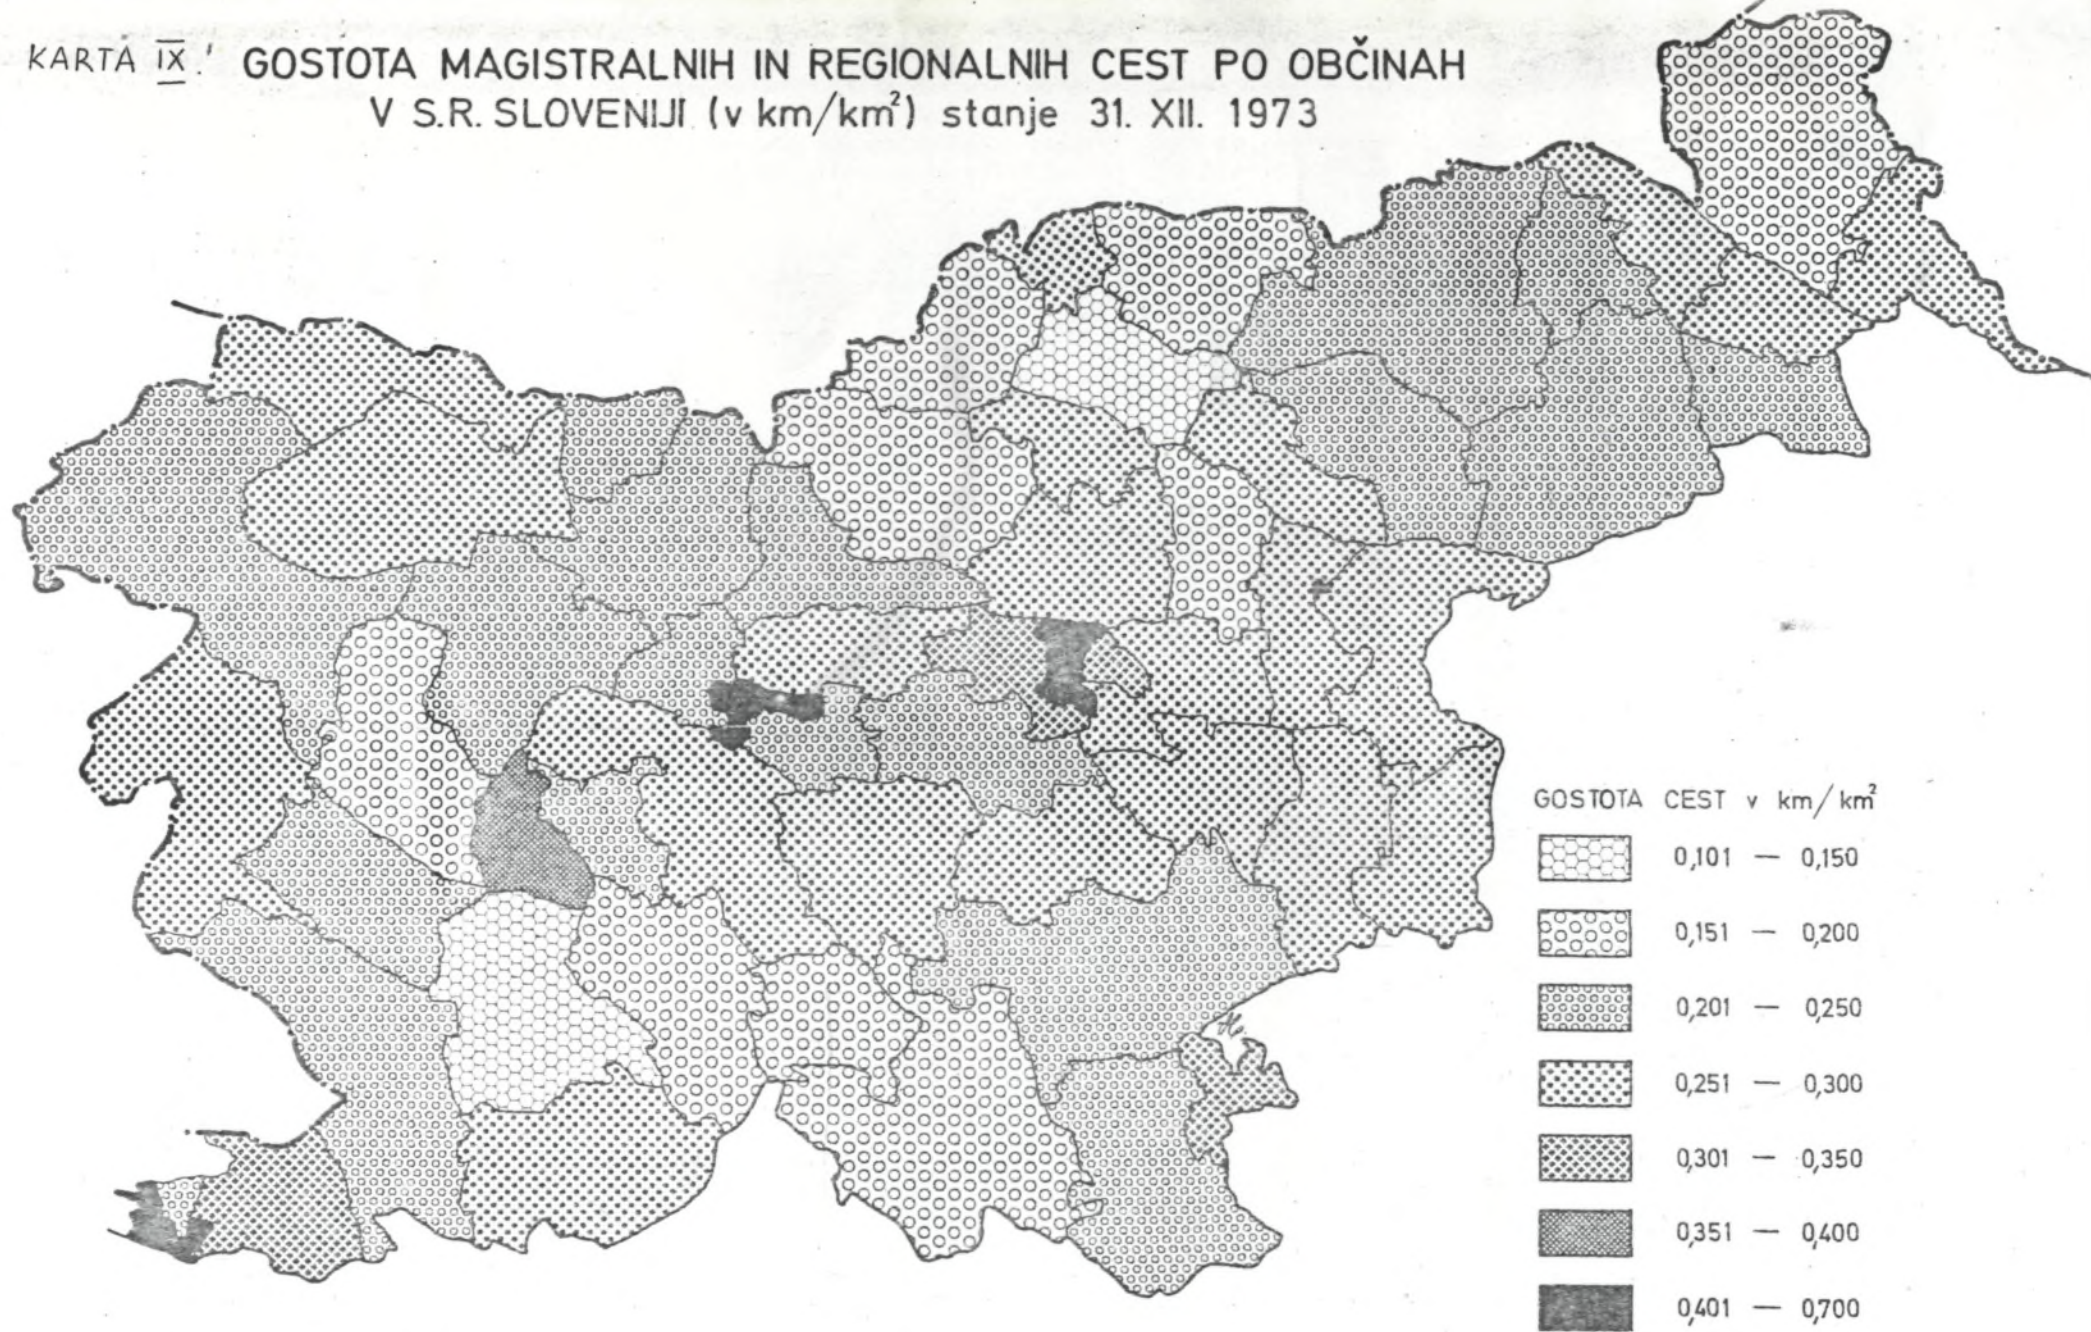 KARTA IX. GOSTOTA MAGISTRALNIH IN REGIONALNIH CEST PO OBČINAH
V S.R. SLOVENIJI (v km/km²) stanje 31. XII. 1973
GOSTOTA CEST v km/km²
0,101 — 0,150
0,151 — 0,200
0,201 — 0,250
0,251 — 0,300
0,301 — 0,350
0,351 — 0,400
0,401 — 0,700